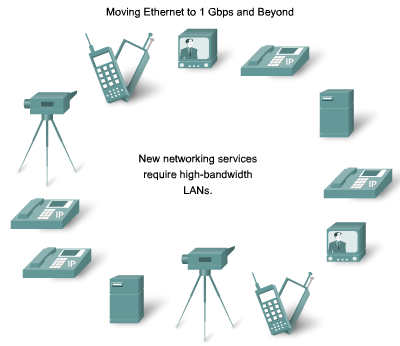 Moving Ethernet to 1 Gbps and Beyond
IP
New networking services
require high-bandwidth
LANs.
IP
IP
IP